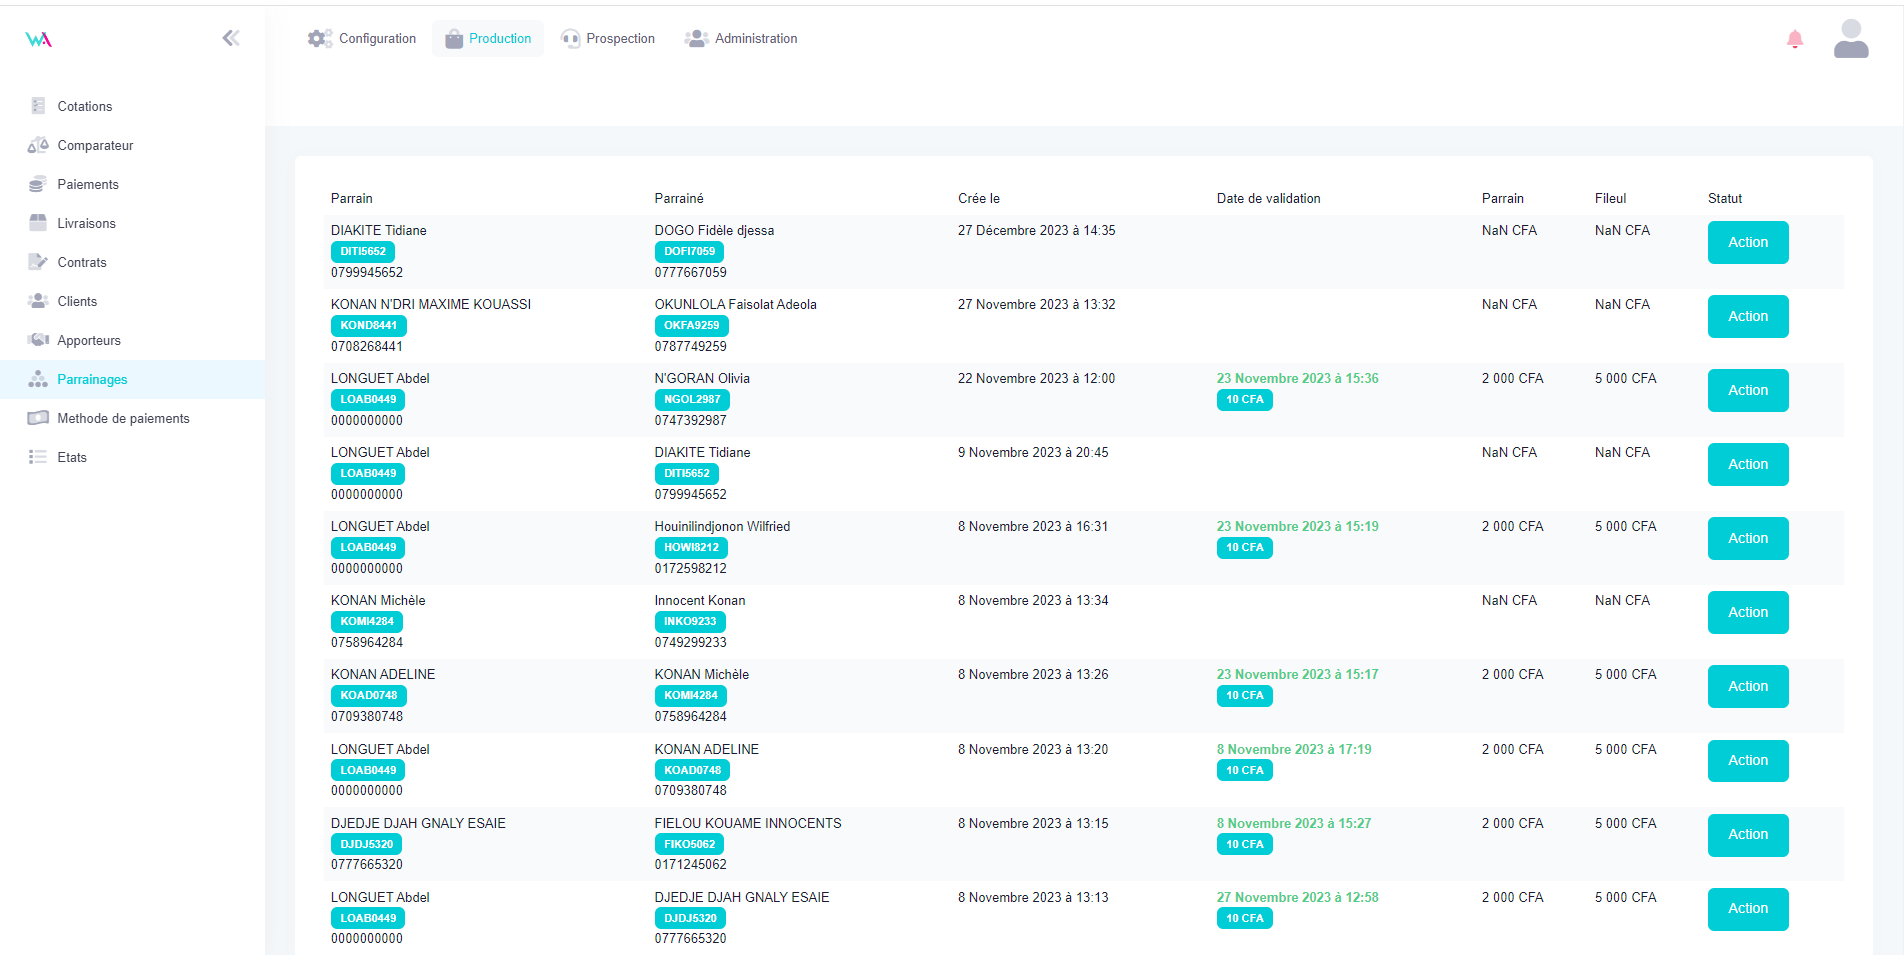 WA
Configuration
Production
Prospection
Administration
Cotations
Comparateur
Paiements
Livraisons
Contrats
Clients
Apporteurs
Parrainages
Methode de paiements
Etats
Parrain Parrainé Crée le Date de validation Parrain Fileul Statut
DIAKITE Tidiane DOGO Fidèle djessa 27 Décembre 2023 à 14:35 NaN CFA NaN CFA Action
DITI5652 DOFI7059
0799945652 0777667059
KONAN N'DRI MAXIME KOUASSI OKUNLOLA Faisolat Adeola 27 Novembre 2023 à 13:32 NaN CFA NaN CFA Action
KOND8441 OKFA9259
0708268441 0787749259
LONGUET Abdel N'GORAN Olivia 22 Novembre 2023 à 12:00 23 Novembre 2023 à 15:36 2 000 CFA 5 000 CFA Action
LOAB0449 NGOL2987 10 CFA
0000000000 0747392987
LONGUET Abdel DIAKITE Tidiane 9 Novembre 2023 à 20:45 NaN CFA NaN CFA Action
LOAB0449 DITI5652
0000000000 0799945652
LONGUET Abdel Houinilindjonon Wilfried 8 Novembre 2023 à 16:31 23 Novembre 2023 à 15:19 2 000 CFA 5 000 CFA Action
LOAB0449 HOWI8212 10 CFA
0000000000 0172598212
KONAN Michèle Innocent Konan 8 Novembre 2023 à 13:34 NaN CFA NaN CFA Action
KOMI4284 INKO9233
0758964284 0749299233
KONAN ADELINE KONAN Michèle 8 Novembre 2023 à 13:26 23 Novembre 2023 à 15:17 2 000 CFA 5 000 CFA Action
KOAD0748 KOMI4284 10 CFA
0709380748 0758964284
LONGUET Abdel KONAN ADELINE 8 Novembre 2023 à 13:20 8 Novembre 2023 à 17:19 2 000 CFA 5 000 CFA Action
LOAB0449 KOAD0748 10 CFA
0000000000 0709380748
DJEDJE DJAH GNALY ESAIE FIELOU KOUAME INNOCENTS 8 Novembre 2023 à 13:15 8 Novembre 2023 à 15:27 2 000 CFA 5 000 CFA Action
DJDJ5320 FIKO5062 10 CFA
0777665320 0171245062
LONGUET Abdel DJEDJE DJAH GNALY ESAIE 8 Novembre 2023 à 13:13 27 Novembre 2023 à 12:58 2 000 CFA 5 000 CFA Action
LOAB0449 DJDJ5320 10 CFA
0000000000 0777665320